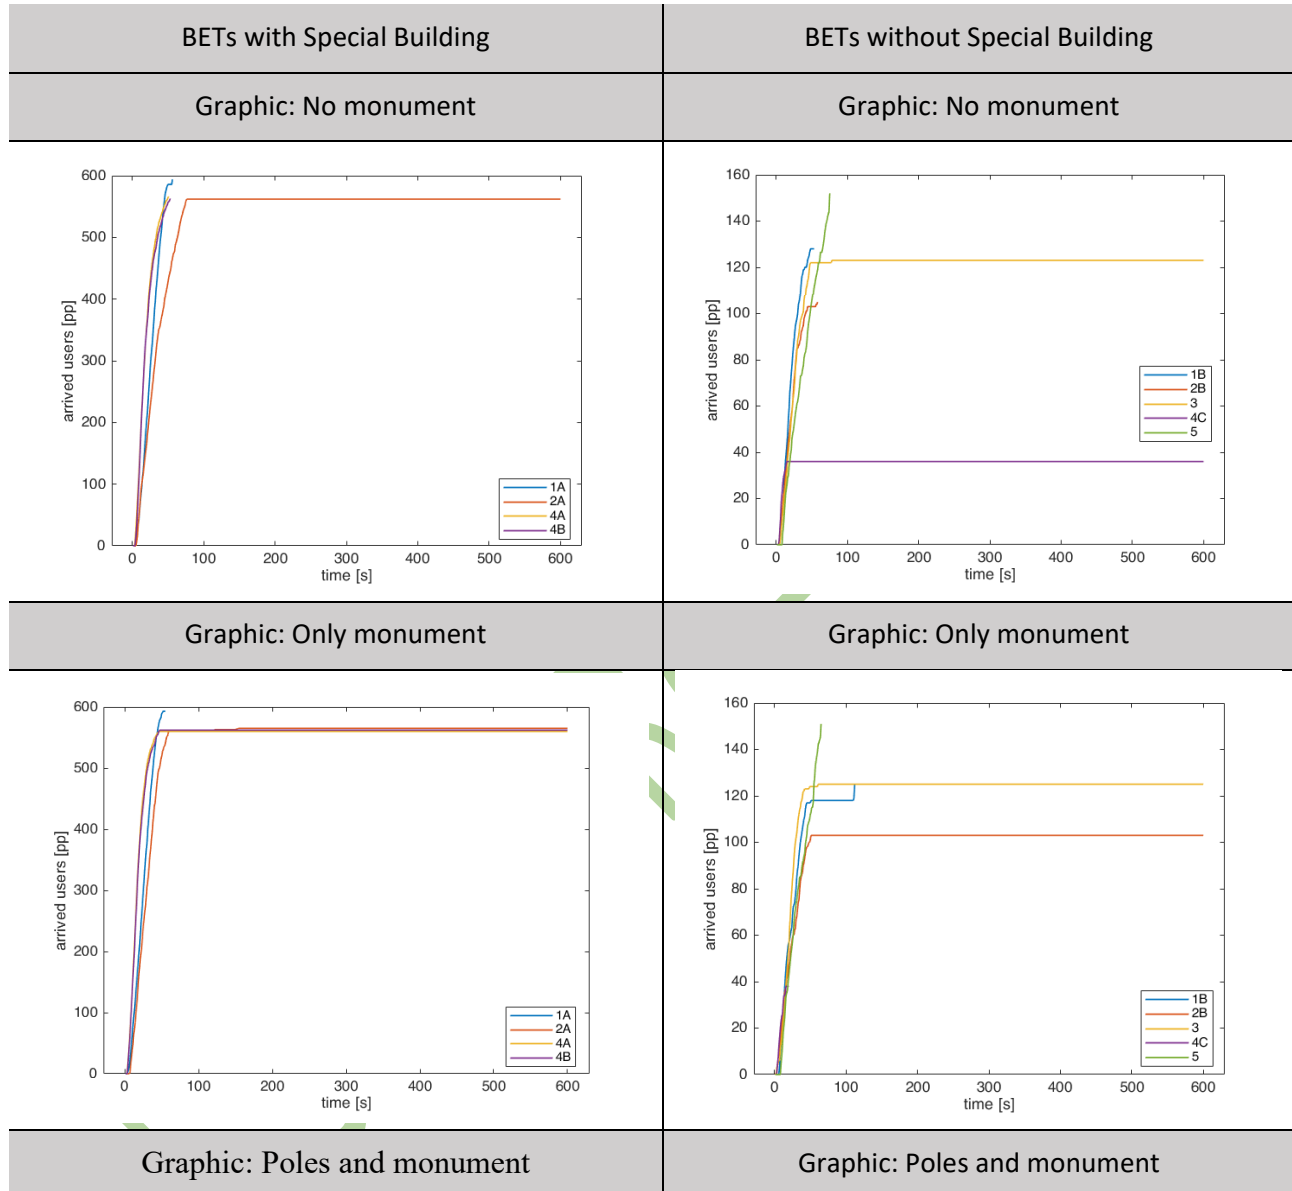 BETs with Special Building
BETs without Special Building
Graphic: No monument
Graphic: No monument
600
500
400
300
200
100
0
arrived users [pp]
0 100 200 300 400 500 600
time [s]
1A
2A
4A
4B
160
140
120
100
80
60
40
20
0
arrived users [pp]
0 100 200 300 400 500 600
time [s]
1B
2B
3
4C
5
Graphic: Only monument
Graphic: Only monument
600
500
400
300
200
100
0
arrived users [pp]
0 100 200 300 400 500 600
time [s]
1A
2A
4A
4B
160
140
120
100
80
60
40
20
0
arrived users [pp]
0 100 200 300 400 500 600
time [s]
1B
2B
3
4C
5
Graphic: Poles and monument
Graphic: Poles and monument